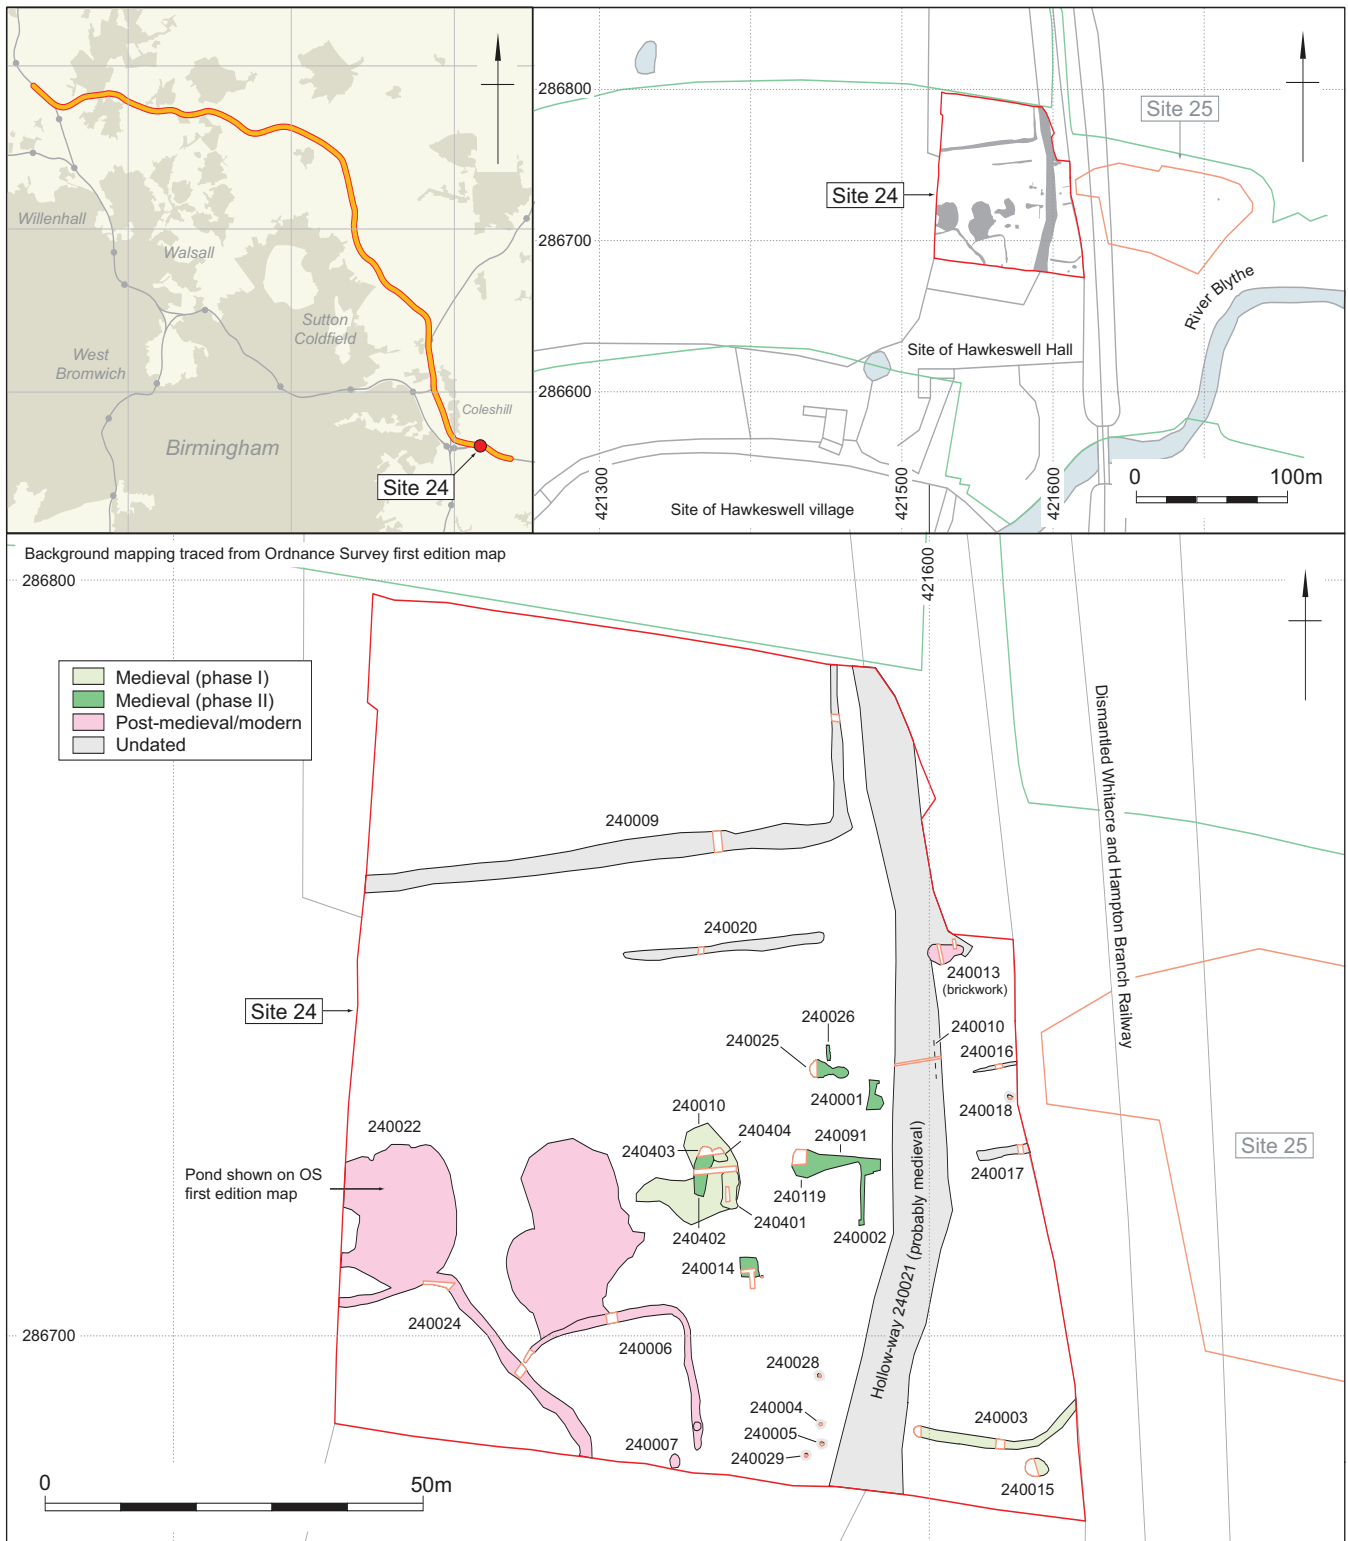 Willenhall
Walsall
West
Bromwich
Sutton
Coldfield
Birmingham
Coleshill
Site 24
286800
286700
286600
421300
421500
421600
Site 24
Site 25
River Blythe
Site of Hawkeswell Hall
Site of Hawkeswell village
0
100m
Background mapping traced from Ordnance Survey first edition map
286800
421600
Medieval (phase I)
Medieval (phase II)
Post-medieval/modern
Undated
Dismantled Whitacre and Hampton Branch Railway
240009
240020
240013
(brickwork)
Site 24
240026
240010
240025
240016
240001
240018
240010
240022
240404
240091
240403
Site 25
Pond shown on OS
first edition map
240017
240119
240401
240402
240002
240014
Hollow-way 240021 (probably medieval)
240024
286700
240006
240028
240004
240003
240005
240007
240029
240015
0
50m